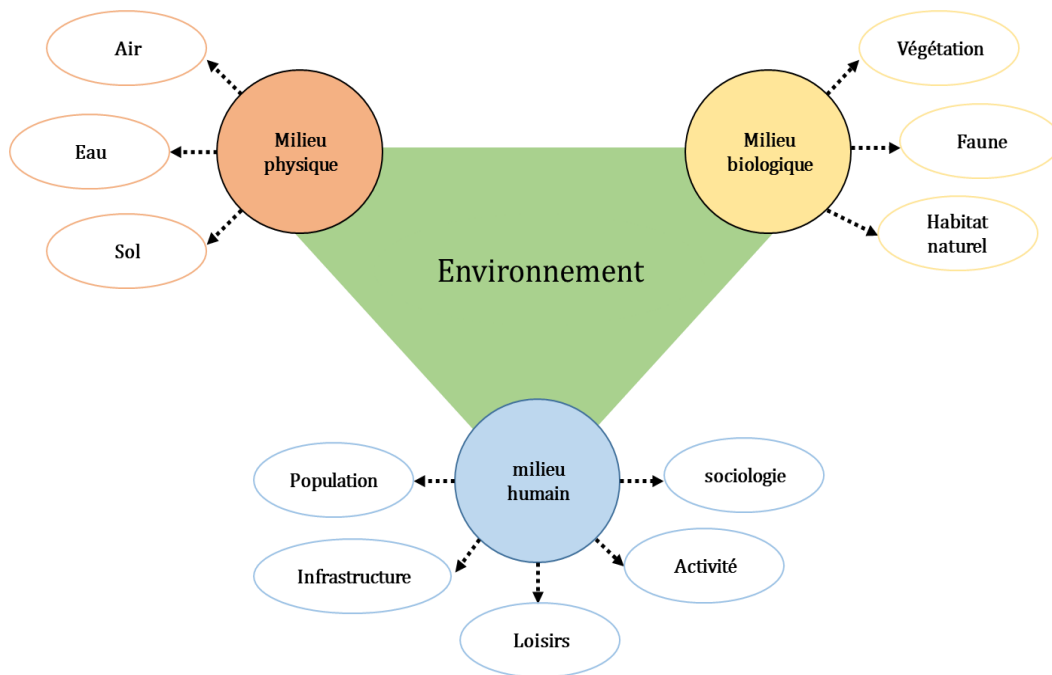 Air
Végétation
Milieu
physique
Milieu
biologique
Eau
Faune
Sol
Habitat
naturel
Environnement
Population
milieu
humain
sociologie
Infrastructure
Activité
Loisirs